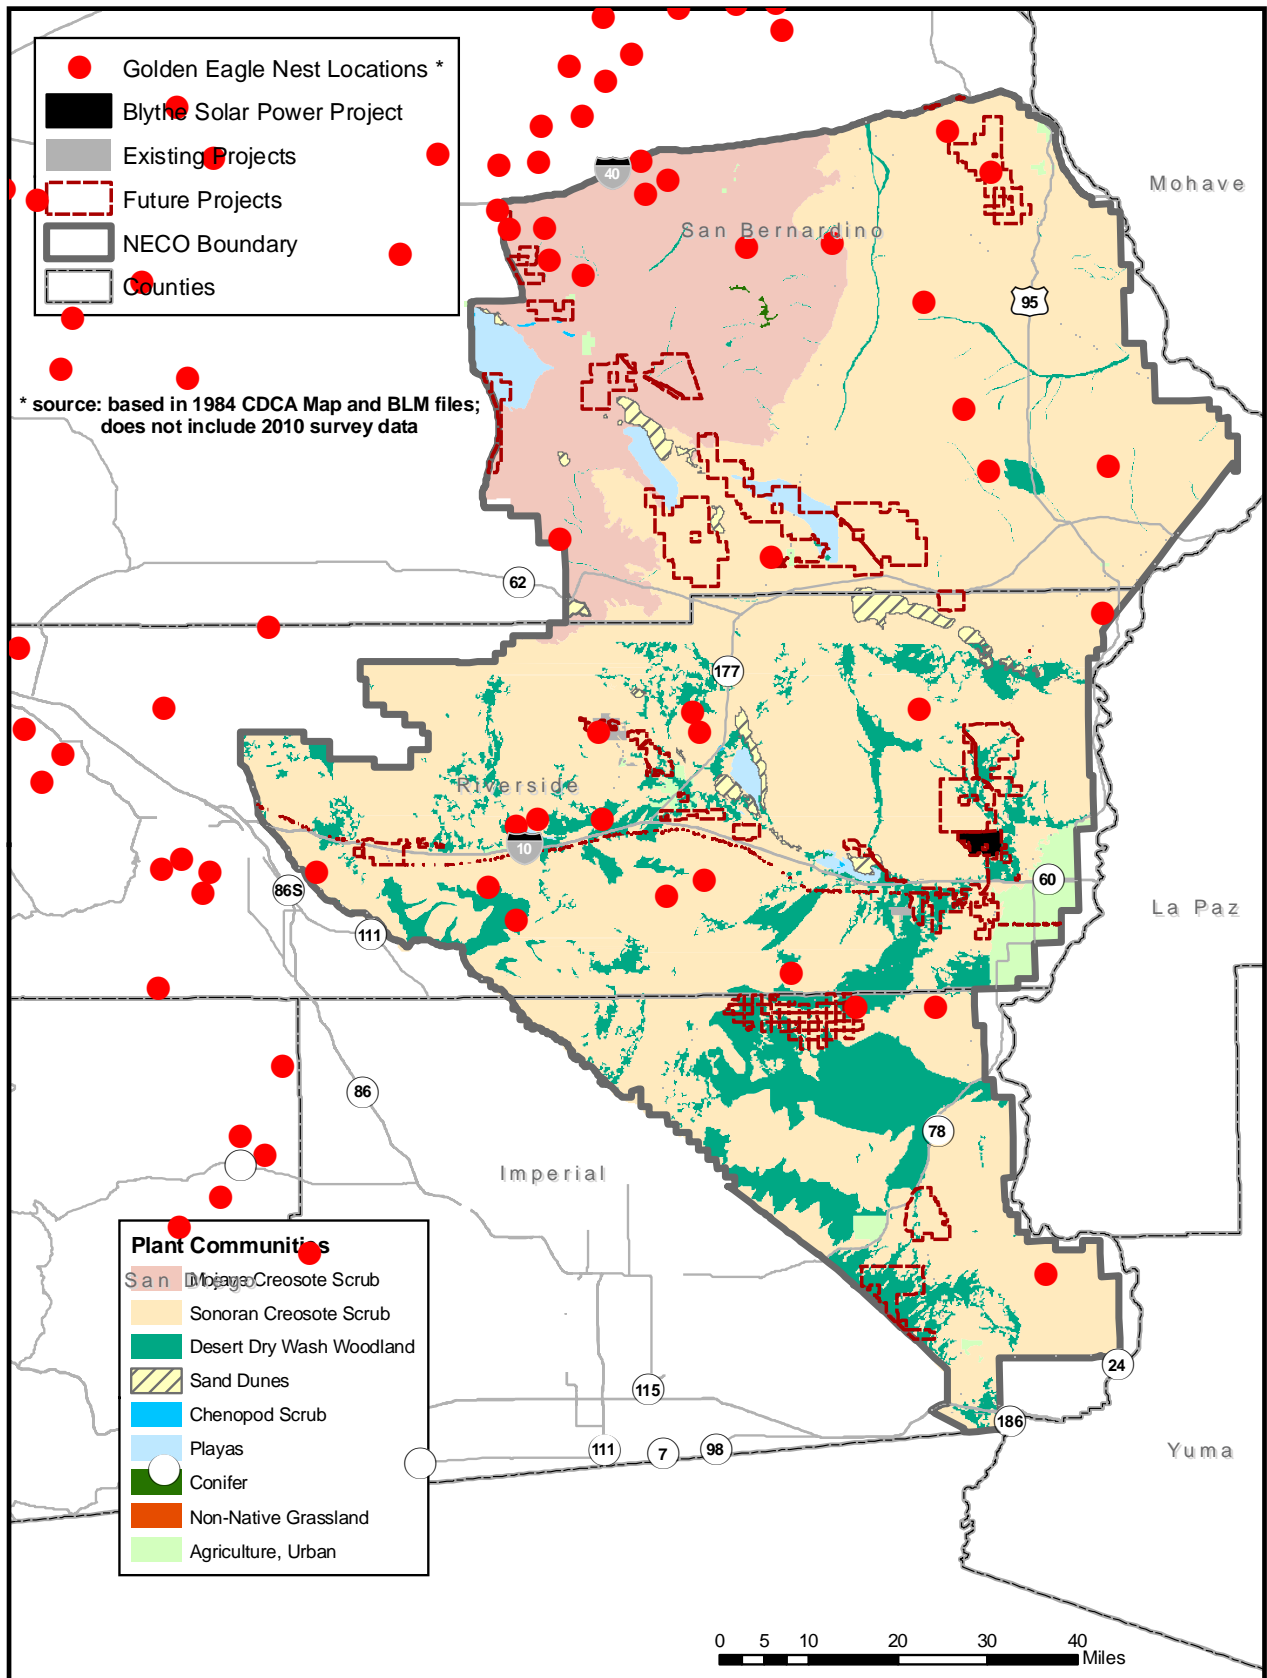 Golden Eagle Nest Locations *
Blythe Solar Power Project
Existing Projects
Future Projects
NECO Boundary
Counties
* source: based in 1984 CDCA Map and BLM files;
does not include 2010 survey data
40
Mohave
San Bernardino
95
62
177
Riverside
10
60
86S
111
La Paz
86
78
Imperial
Plant Communities
San Diego
Mojave Creosote Scrub
Sonoran Creosote Scrub
Desert Dry Wash Woodland
Sand Dunes
Chenopod Scrub
Playas
Conifer
Non-Native Grassland
Agriculture, Urban
24
115
186
111
7
98
Yuma
0 5 10 20 30 40
Miles